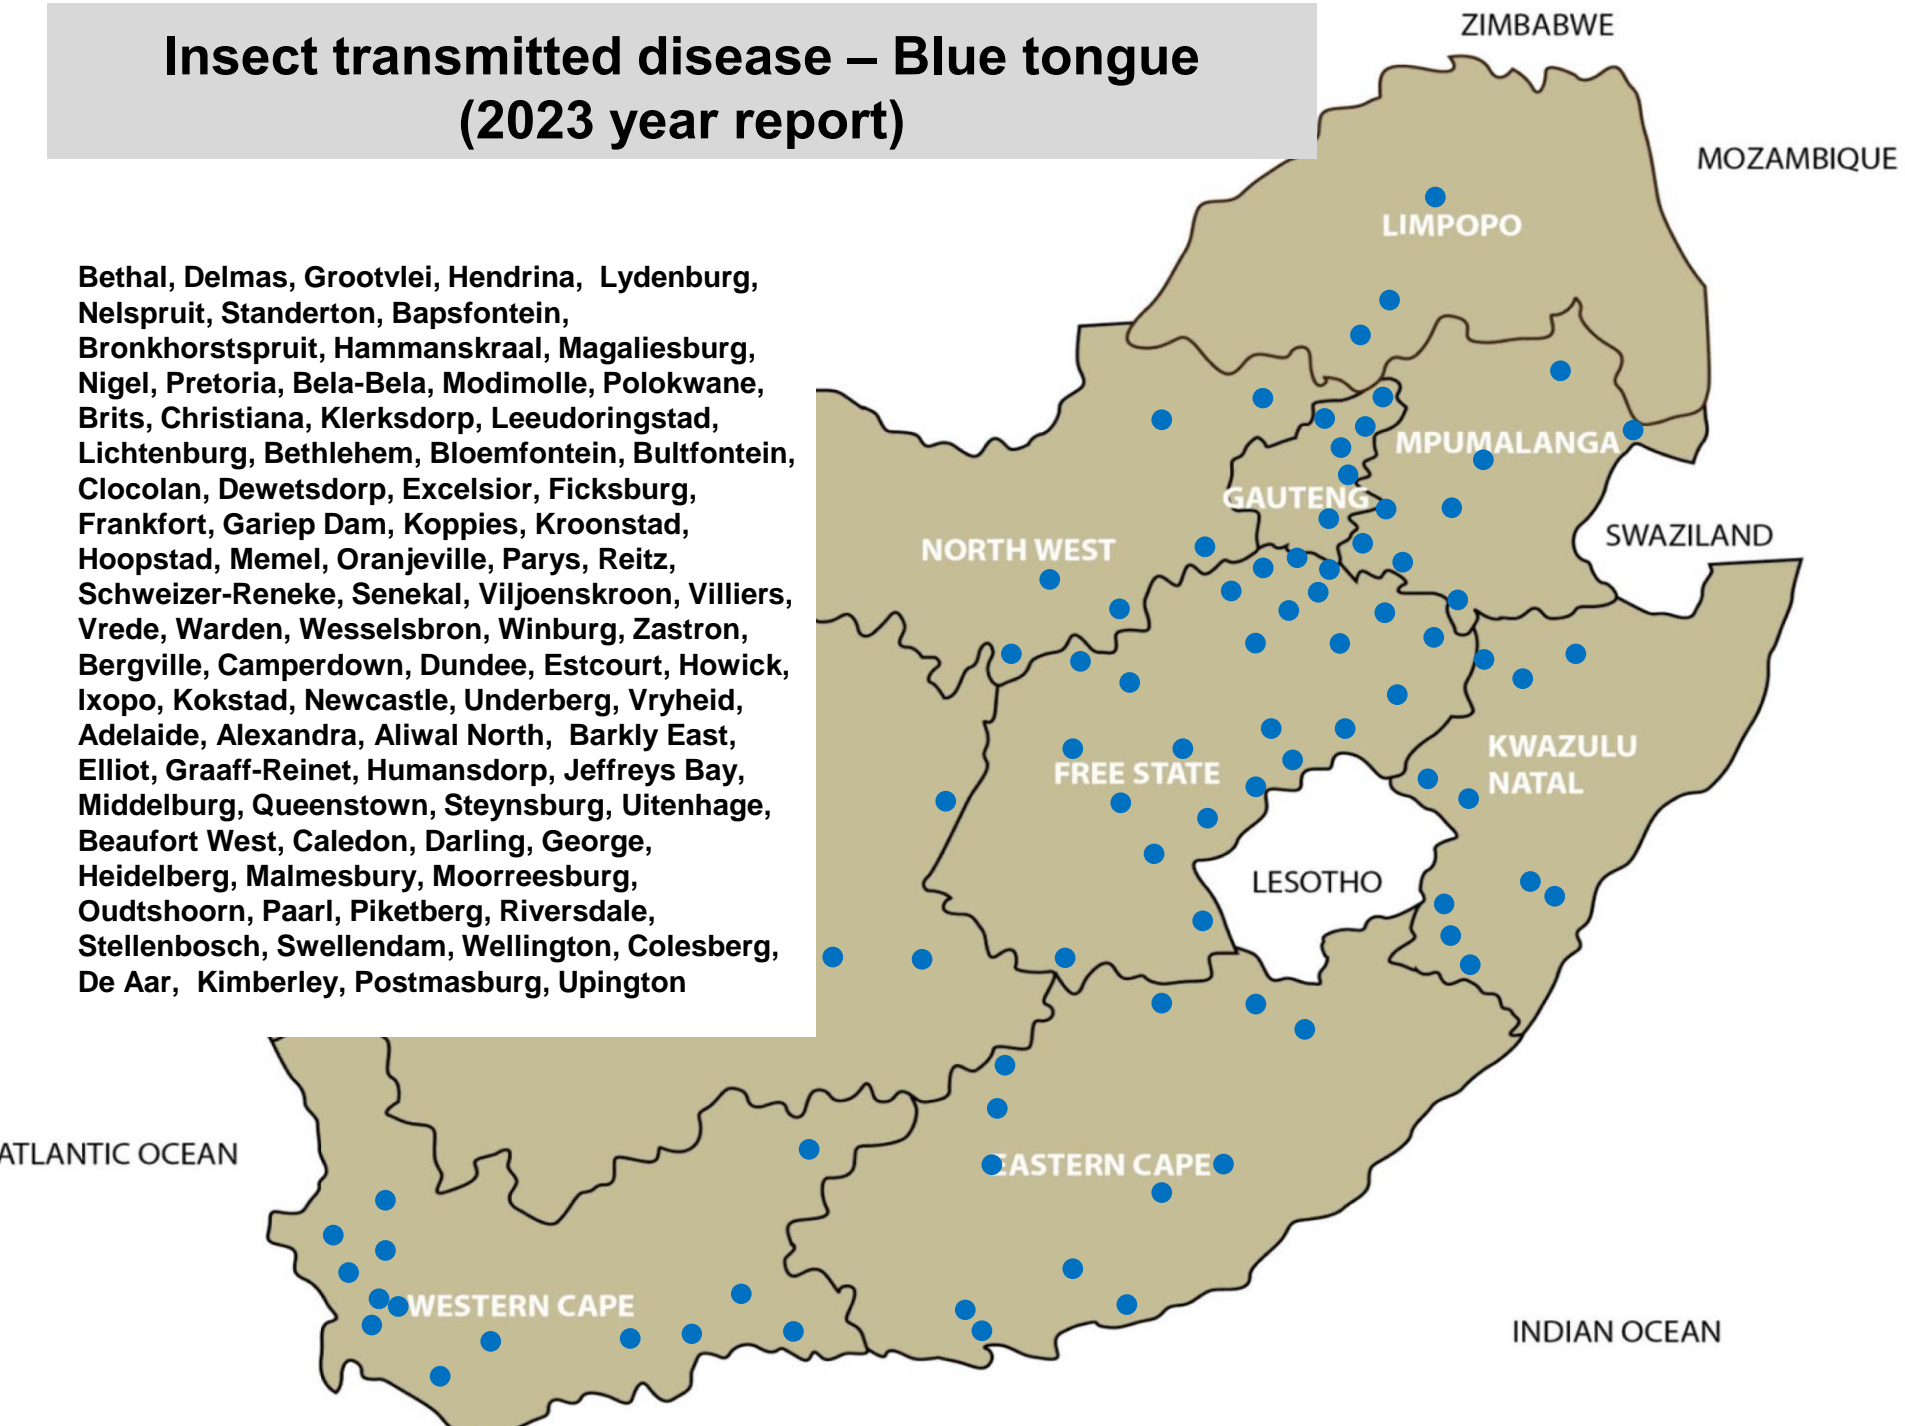 Insect transmitted disease – Blue tongue
(2023 year report)
ZIMBABWE
MOZAMBIQUE
LIMPOPO
Bethal, Delmas, Grootvlei, Hendrina,  Lydenburg,
Nelspruit, Standerton, Bapsfontein,
Bronkhorstspruit, Hammanskraal, Magaliesburg,
Nigel, Pretoria, Bela-Bela, Modimolle, Polokwane,
Brits, Christiana, Klerksdorp, Leeudoringstad,
Lichtenburg, Bethlehem, Bloemfontein, Bultfontein,
Clocolan, Dewetsdorp, Excelsior, Ficksburg,
Frankfort, Gariep Dam, Koppies, Kroonstad,
Hoopstad, Memel, Oranjeville, Parys, Reitz,
Schweizer-Reneke, Senekal, Viljoenskroon, Villiers,
Vrede, Warden, Wesselsbron, Winburg, Zastron,
Bergville, Camperdown, Dundee, Estcourt, Howick,
Ixopo, Kokstad, Newcastle, Underberg, Vryheid,
Adelaide, Alexandra, Aliwal North,  Barkly East,
Elliot, Graaff-Reinet, Humansdorp, Jeffreys Bay,
Middelburg, Queenstown, Steynsburg, Uitenhage,
Beaufort West, Caledon, Darling, George,
Heidelberg, Malmesbury, Moorreesburg,
Oudtshoorn, Paarl, Piketberg, Riversdale,
Stellenbosch, Swellendam, Wellington, Colesberg,
De Aar,  Kimberley, Postmasburg, Upington
MPUMALANGA
GAUTENG
SWAZILAND
NORTH WEST
KWAZULU
NATAL
FREE STATE
LESOTHO
ATLANTIC OCEAN
EASTERN CAPE
WESTERN CAPE
INDIAN OCEAN